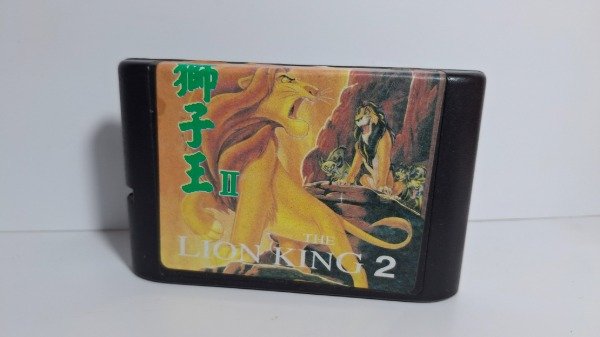 獅子王 II
THE
LION KING 2